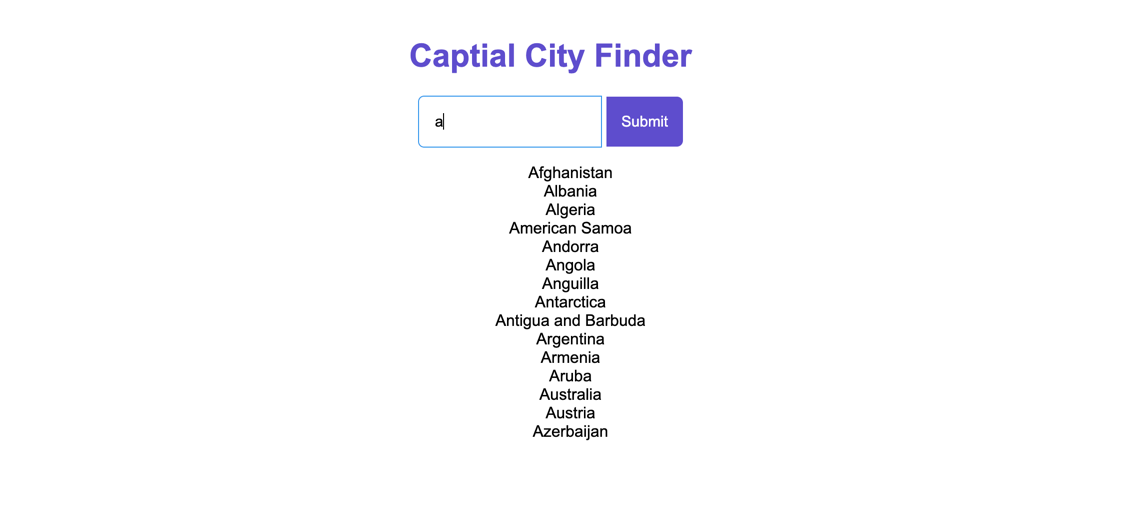 Captial City Finder
a
Submit
Afghanistan
Albania
Algeria
American Samoa
Andorra
Angola
Anguilla
Antarctica
Antigua and Barbuda
Argentina
Armenia
Aruba
Australia
Austria
Azerbaijan